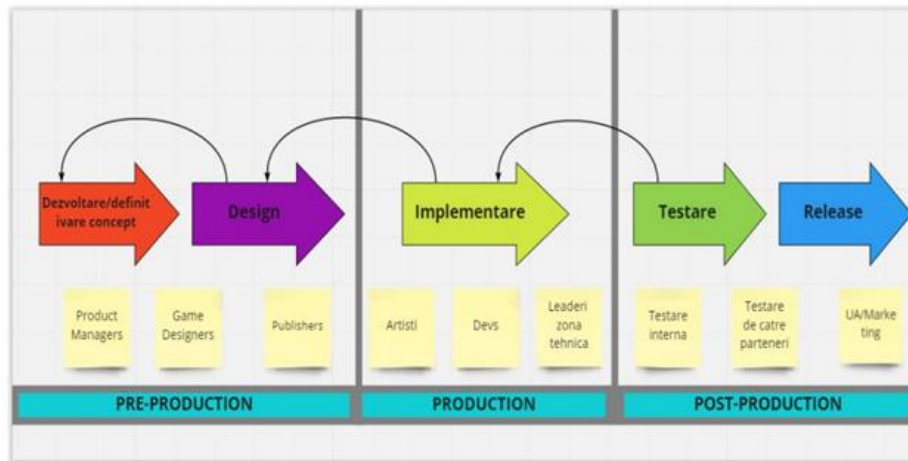 Dezvoltare/definit
ivare concept
Design
Implementare
Testare
Release
Product
Managers
Game
Designers
Publishers
Artisti
Devs
Leaderi
zona
tehnica
Testare
interna
Testare
de catre
parteneri
UA/Marke
ting
PRE-PRODUCTION
PRODUCTION
POST-PRODUCTION